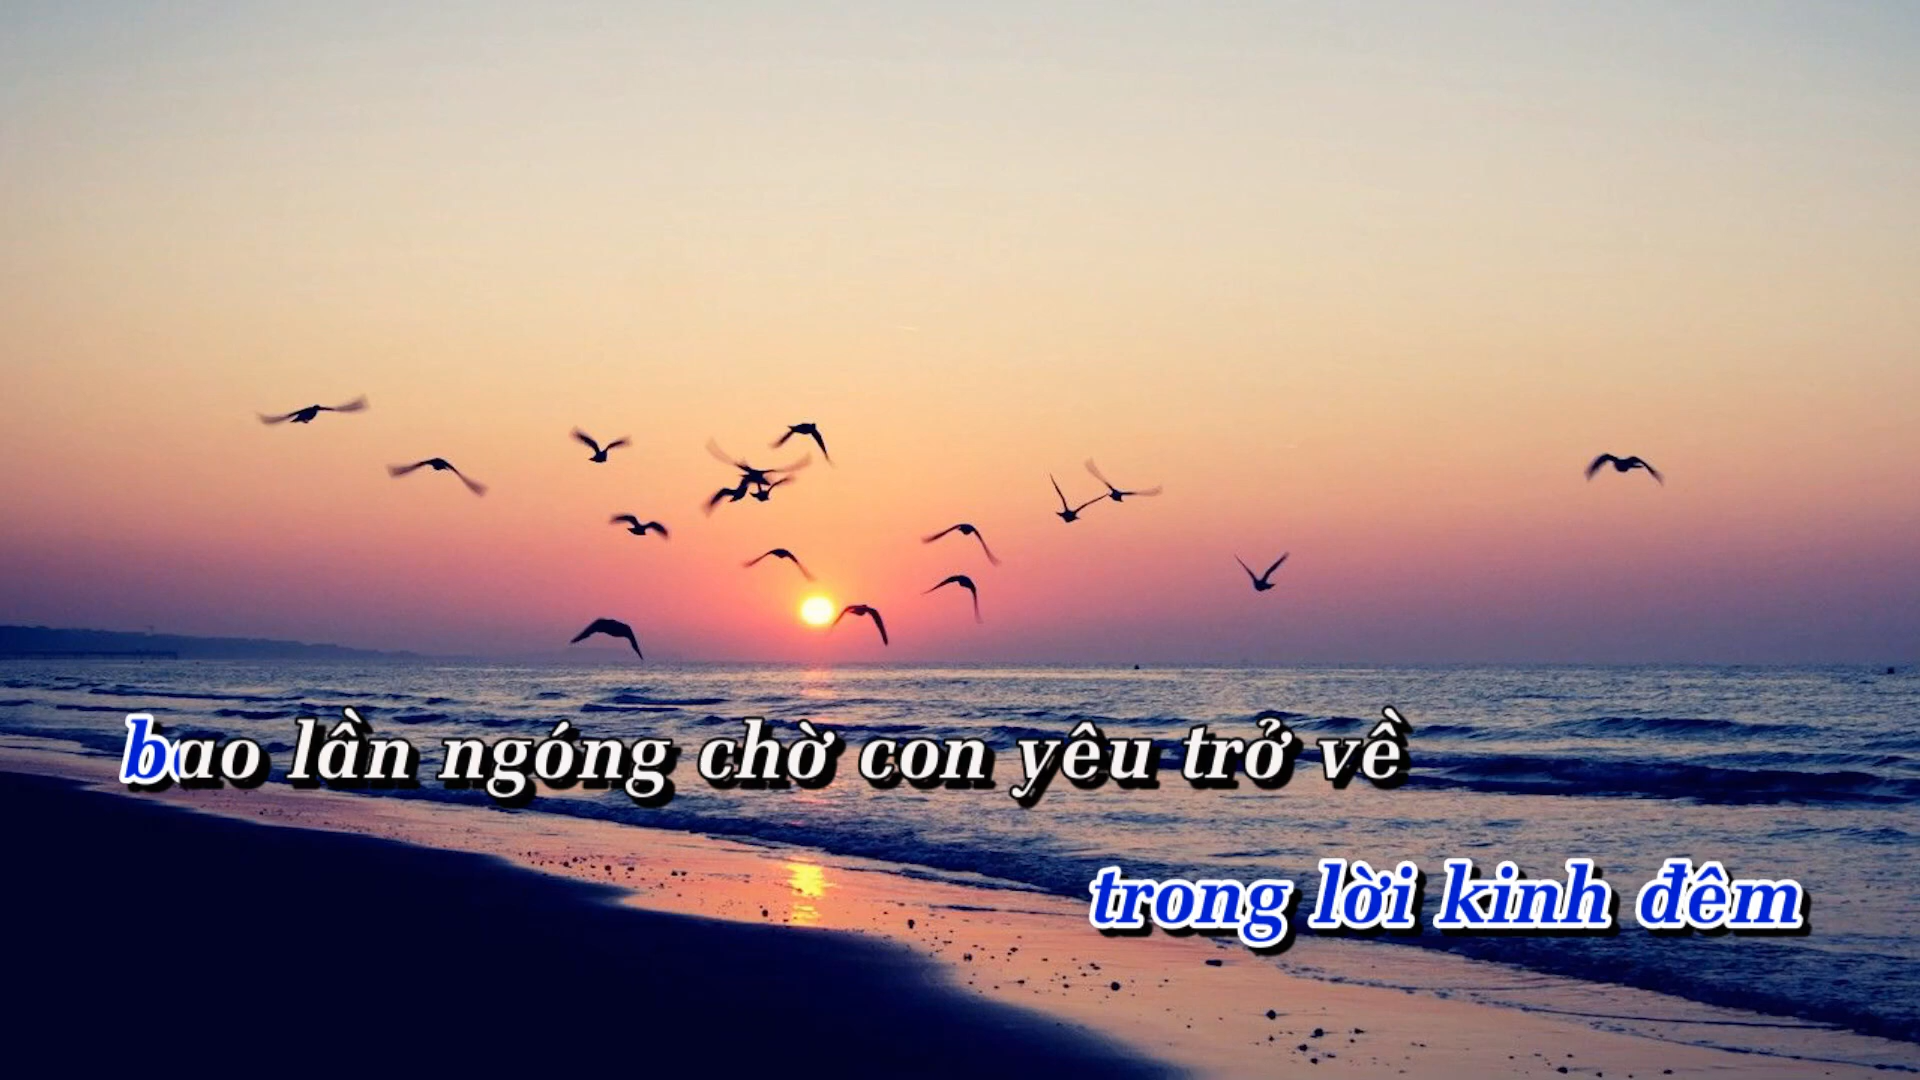 bao lần ngóng chờ con yêu trở về
trong lời kinh đêm